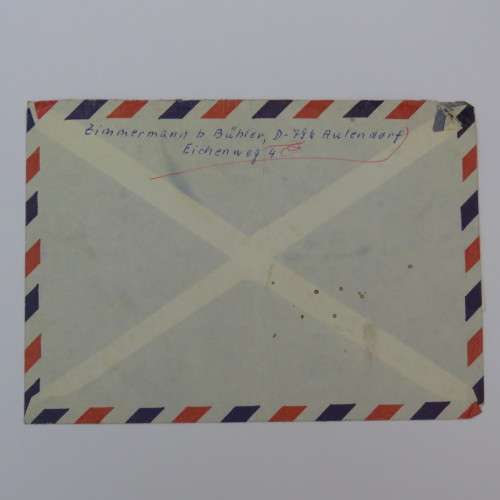 Zimmermann b Bühler, D-796 Aulendorf
Eichenweg 4.